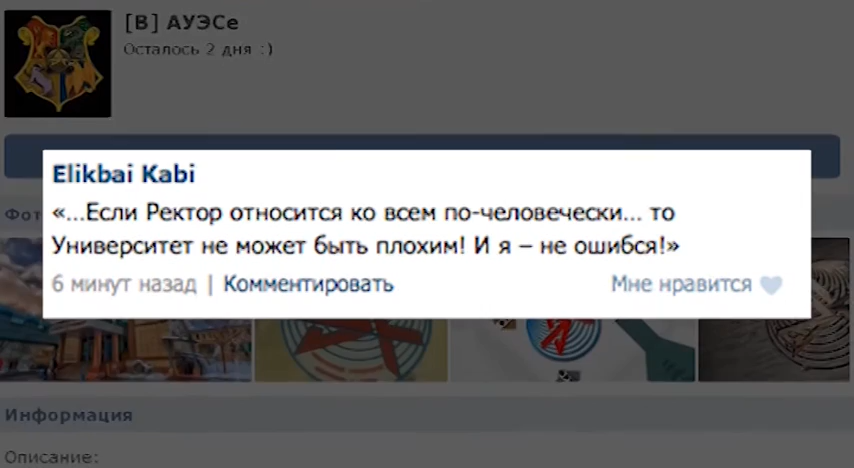 [В] АУЭСе
Осталось 2 дня :)
Elikbai Kabi
«...Если Ректор относится ко всем по-человечески... то
Университет не может быть плохим! И я – не ошибся!»
6 минут назад | Комментировать Мне нравится
Информация
Описание: